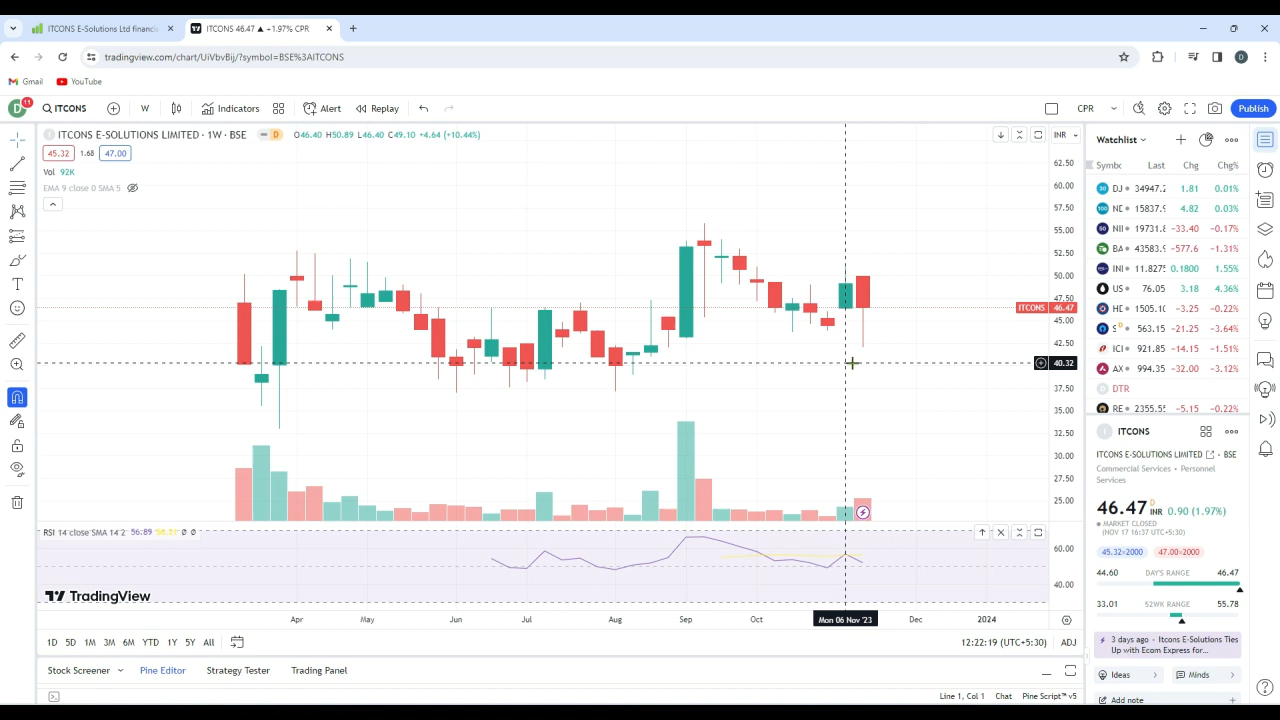 ITCONS E-Solutions Ltd financi
ITCONS 46.47 ▲ +1.97% CPR
tradingview.com/chart/UiVbvBij/?symbol=BSE%3AITCONS
D
Gmail
YouTube
D 11
ITCONS
W
Indicators
Alert
Replay
CPR
Publish
ITCONS E-SOLUTIONS LIMITED · 1W · BSE
D
O46.40 H50.89 L46.40 C49.10 +4.64 (+10.44%)
INR
45.32 1.68 47.00
Vol 92K
EMA 9 close 0 SMA 5
62.50
60.00
57.50
55.00
52.50
50.00
47.50
ITCONS 46.47
45.00
42.50
40.32
37.50
35.00
32.50
30.00
27.50
25.00
RSI 14 close SMA 14 2 56.89
60.00
40.00
TradingView
Apr May Jun Jul Aug Sep Oct Mon 06 Nov '23 Dec 2024
1D 5D 1M 3M 6M YTD 1Y 5Y All
12:22:19 (UTC+5:30) ADJ
Stock Screener Pine Editor Strategy Tester Trading Panel
Line 1, Col 1 Chat Pine Script™ v5
Watchlist
Symbc Last Chg Chg%
DJ 34947.2 1.81 0.01%
NE 15837.9 4.82 0.03%
NII 19731.8 −33.40 −0.17%
BA 43583.9 −577.6 −1.31%
INI 11.8275 0.1800 1.55%
US 76.05 3.18 4.36%
HE 1505.10 −3.25 −0.22%
S D 563.15 −21.25 −3.64%
ICI 921.85 −14.15 −1.51%
AX 994.35 −32.00 −3.12%
DTR
RE 2355.55 −5.15 −0.22%
ITCONS
ITCONS E-SOLUTIONS LIMITED · BSE
Commercial Services · Personnel
Services
46.47 D INR 0.90 (1.97%)
MARKET CLOSED
(NOV 17 16:37 UTC+5:30)
45.32×2000 47.00×2000
44.60 DAY'S RANGE 46.47
33.01 52WK RANGE 55.78
3 days ago · Itcons E-Solutions Ties
Up with Ecom Express for...
Ideas
Minds
Add note